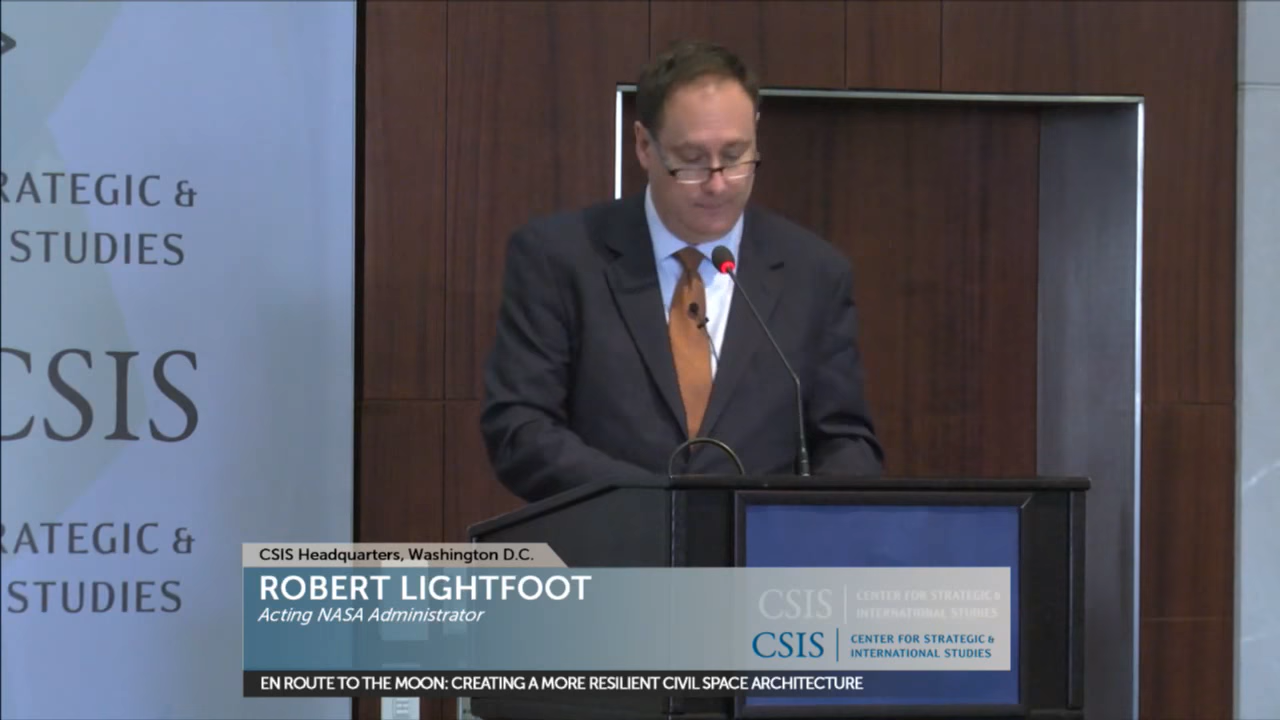 RATEGIC &
STUDIES
CSIS
RATEGIC &
STUDIES
CSIS Headquarters, Washington D.C.
ROBERT LIGHTFOOT
Acting NASA Administrator
CSIS CENTER FOR STRATEGIC &
INTERNATIONAL STUDIES
CSIS CENTER FOR STRATEGIC &
INTERNATIONAL STUDIES
EN ROUTE TO THE MOON: CREATING A MORE RESILIENT CIVIL SPACE ARCHITECTURE